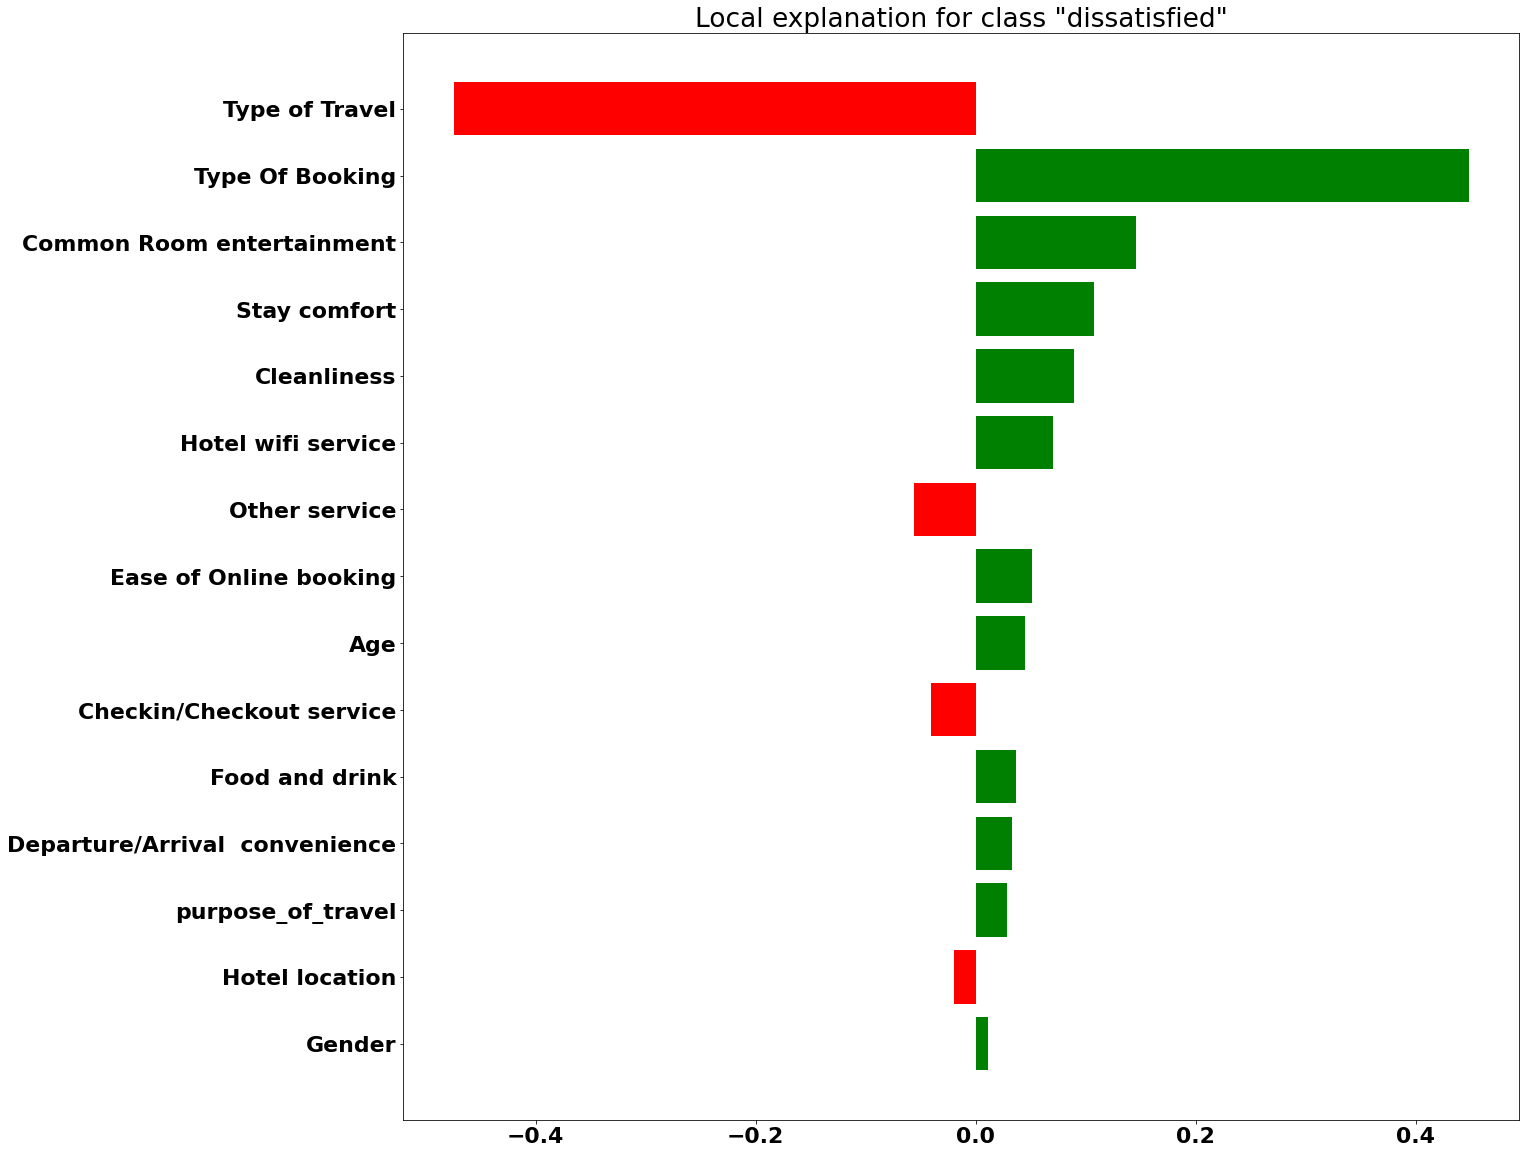 Local explanation for class "dissatisfied"
Type of Travel
Type Of Booking
Common Room entertainment
Stay comfort
Cleanliness
Hotel wifi service
Other service
Ease of Online booking
Age
Checkin/Checkout service
Food and drink
Departure/Arrival  convenience
purpose_of_travel
Hotel location
Gender
−0.4 −0.2 0.0 0.2 0.4